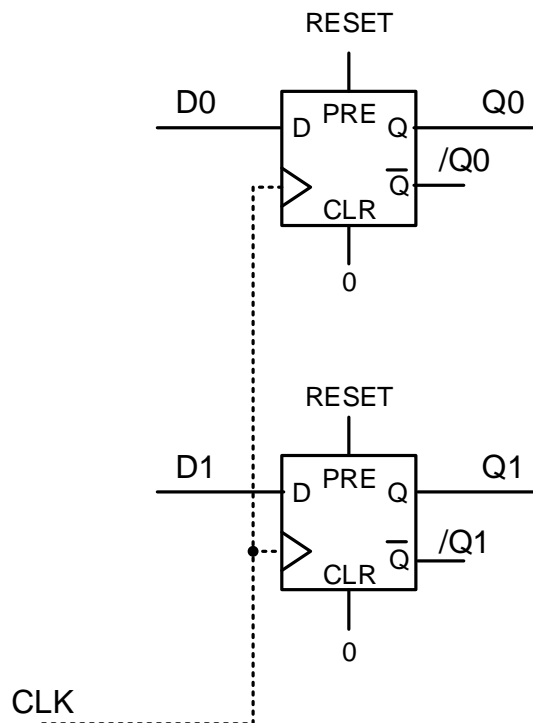 RESET
D0
Q0
D PRE Q
/Q0
Q
CLR
0
RESET
D1
Q1
D PRE Q
/Q1
Q
CLR
0
CLK